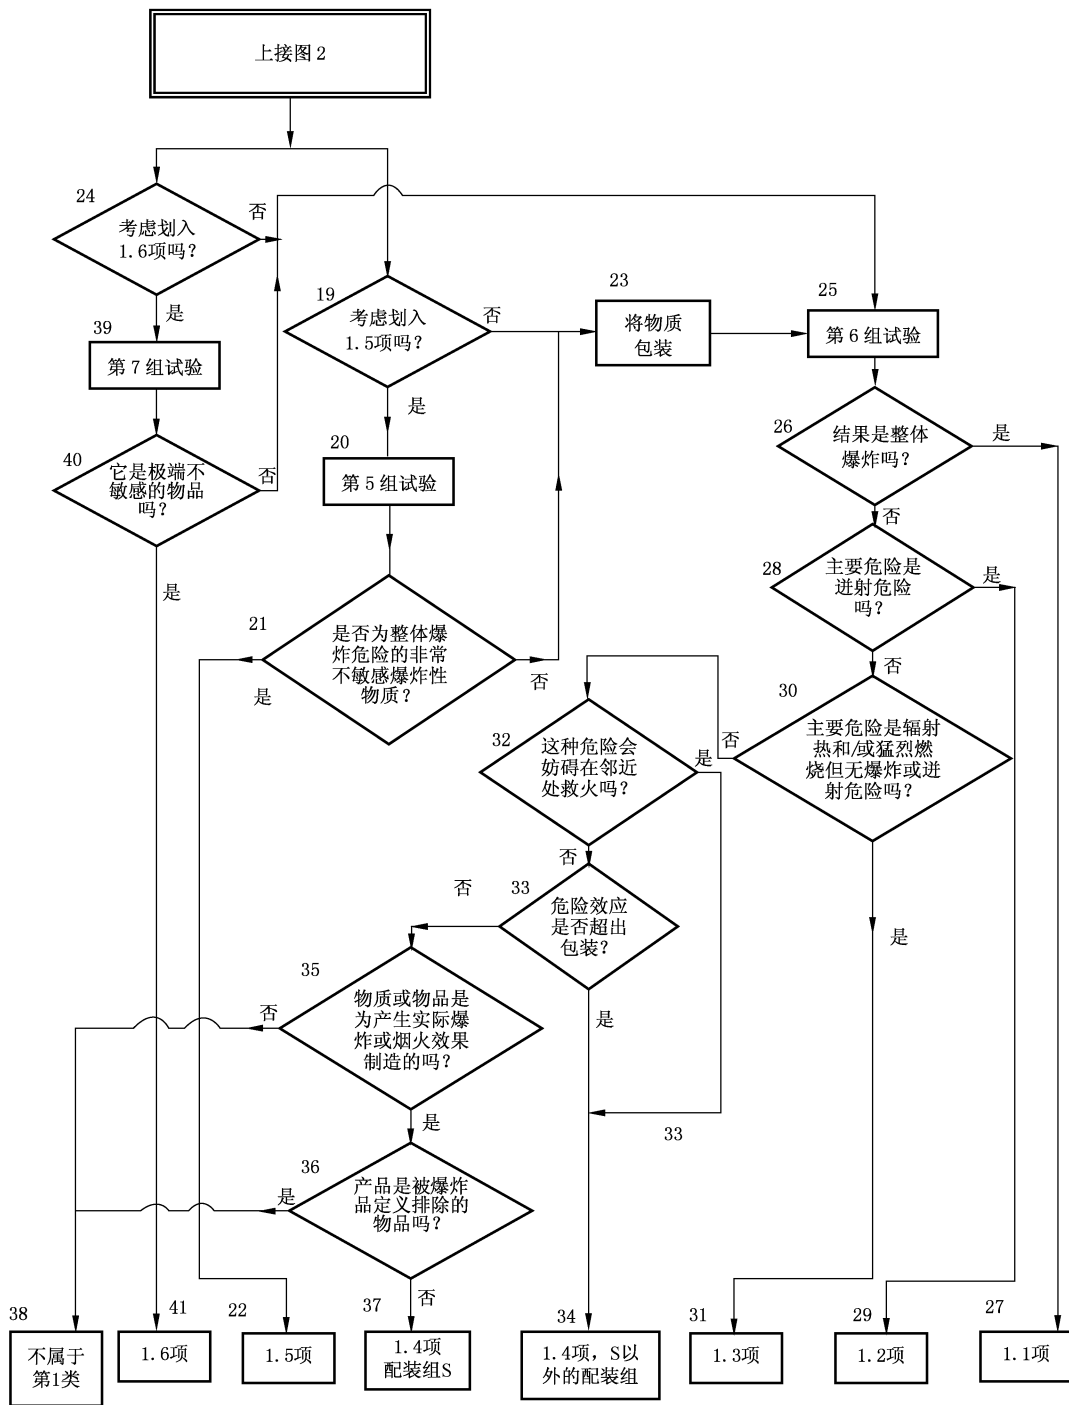 上接图 2
24
考虑划入
1.6项吗？
否
是
39
第 7 组试验
40
它是极端不
敏感的物品
吗？
否
是
19
考虑划入
1.5项吗？
否
是
20
第 5 组试验
21
是否为整体爆
炸危险的非常
不敏感爆炸性
物质？
是
否
23
将物质
包装
25
第 6 组试验
26
结果是整体
爆炸吗？
是
否
28
主要危险是
迸射危险
吗？
是
否
30
主要危险是辐射
热和/或猛烈燃
烧但无爆炸或迸
射危险吗？
否
是
32
这种危险会
妨碍在邻近
处救火吗？
是
否
33
危险效应
是否超出
包装？
否
是
33
35
物质或物品是
为产生实际爆
炸或烟火效果
制造的吗？
否
是
36
产品是被爆炸
品定义排除的
物品吗？
是
否
38
不属于
第1类
41
1.6项
22
1.5项
37
1.4项
配装组S
34
1.4项，S以
外的配装组
31
1.3项
29
1.2项
27
1.1项